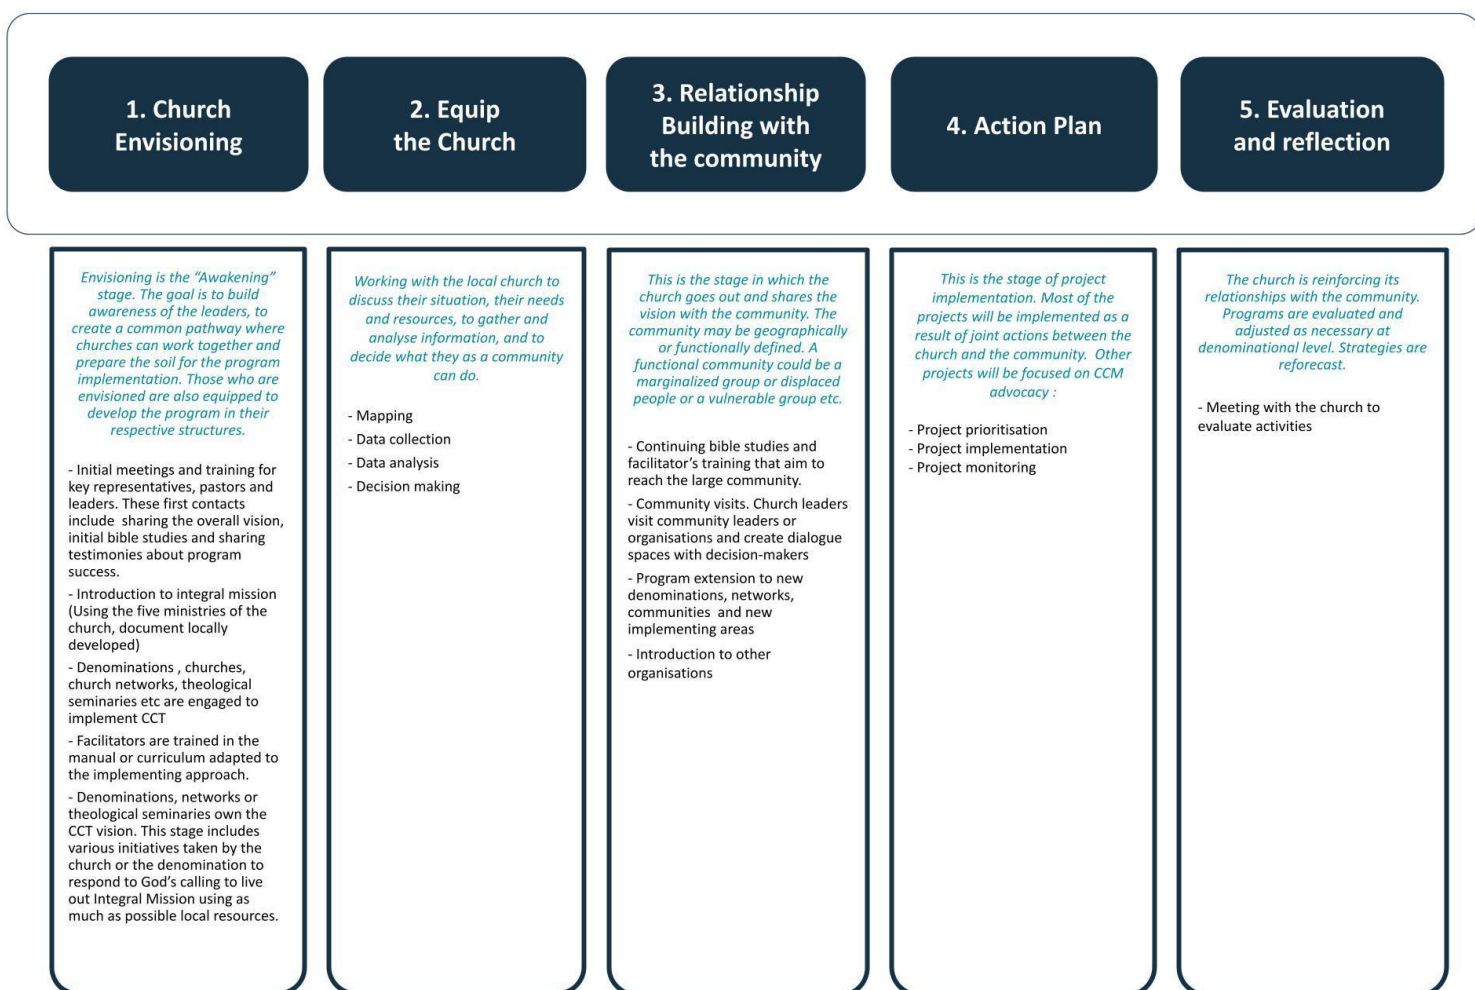 1. Church
Envisioning
2. Equip
the Church
3. Relationship
Building with
the community
4. Action Plan
5. Evaluation
and reflection
Envisioning is the “Awakening”
stage. The goal is to build
awareness of the leaders, to
create a common pathway where
churches can work together and
prepare the soil for the program
implementation. Those who are
envisioned are also equipped to
develop the program in their
respective structures.
- Initial meetings and training for
key representatives, pastors and
leaders. These first contacts
include  sharing the overall vision,
initial bible studies and sharing
testimonies about program
success.
- Introduction to integral mission
(Using the five ministries of the
church, document locally
developed)
- Denominations , churches,
church networks, theological
seminaries etc are engaged to
implement CCT
- Facilitators are trained in the
manual or curriculum adapted to
the implementing approach.
- Denominations, networks or
theological seminaries own the
CCT vision. This stage includes
various initiatives taken by the
church or the denomination to
respond to God’s calling to live
out Integral Mission using as
much as possible local resources.
Working with the local church to
discuss their situation, their needs
and resources, to gather and
analyse information, and to
decide what they as a community
can do.
- Mapping
- Data collection
- Data analysis
- Decision making
This is the stage in which the
church goes out and shares the
vision with the community. The
community may be geographically
or functionally defined. A
functional community could be a
marginalized group or displaced
people or a vulnerable group etc.
- Continuing bible studies and
facilitator’s training that aim to
reach the large community.
- Community visits. Church leaders
visit community leaders or
organisations and create dialogue
spaces with decision-makers
- Program extension to new
denominations, networks,
communities  and new
implementing areas
- Introduction to other
organisations
This is the stage of project
implementation. Most of the
projects will be implemented as a
result of joint actions between the
church and the community.  Other
projects will be focused on CCM
advocacy :
- Project prioritisation
- Project implementation
- Project monitoring
The church is reinforcing its
relationships with the community.
Programs are evaluated and
adjusted as necessary at
denominational level. Strategies are
reforecast.
- Meeting with the church to
evaluate activities